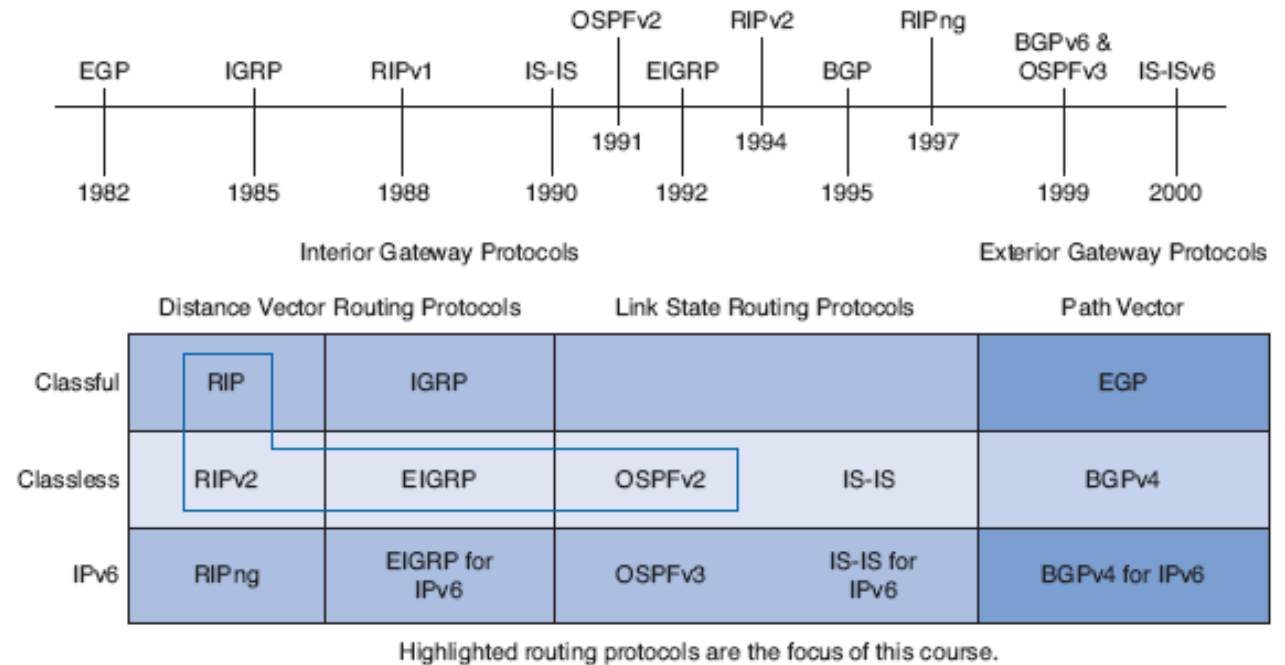 OSPFv2 RIPv2 RIPng
EGP IGRP RIPv1 IS-IS EIGRP BGP BGPv6 &
OSPFv3 IS-ISv6
1991 1994 1997
1982 1985 1988 1990 1992 1995 1999 2000
Interior Gateway Protocols Exterior Gateway Protocols
Distance Vector Routing Protocols Link State Routing Protocols Path Vector
Classful RIP IGRP EGP
Classless RIPv2 EIGRP OSPFv2 IS-IS BGPv4
IPv6 RIPng EIGRP for
IPv6 OSPFv3 IS-IS for
IPv6 BGPv4 for IPv6
Highlighted routing protocols are the focus of this course.